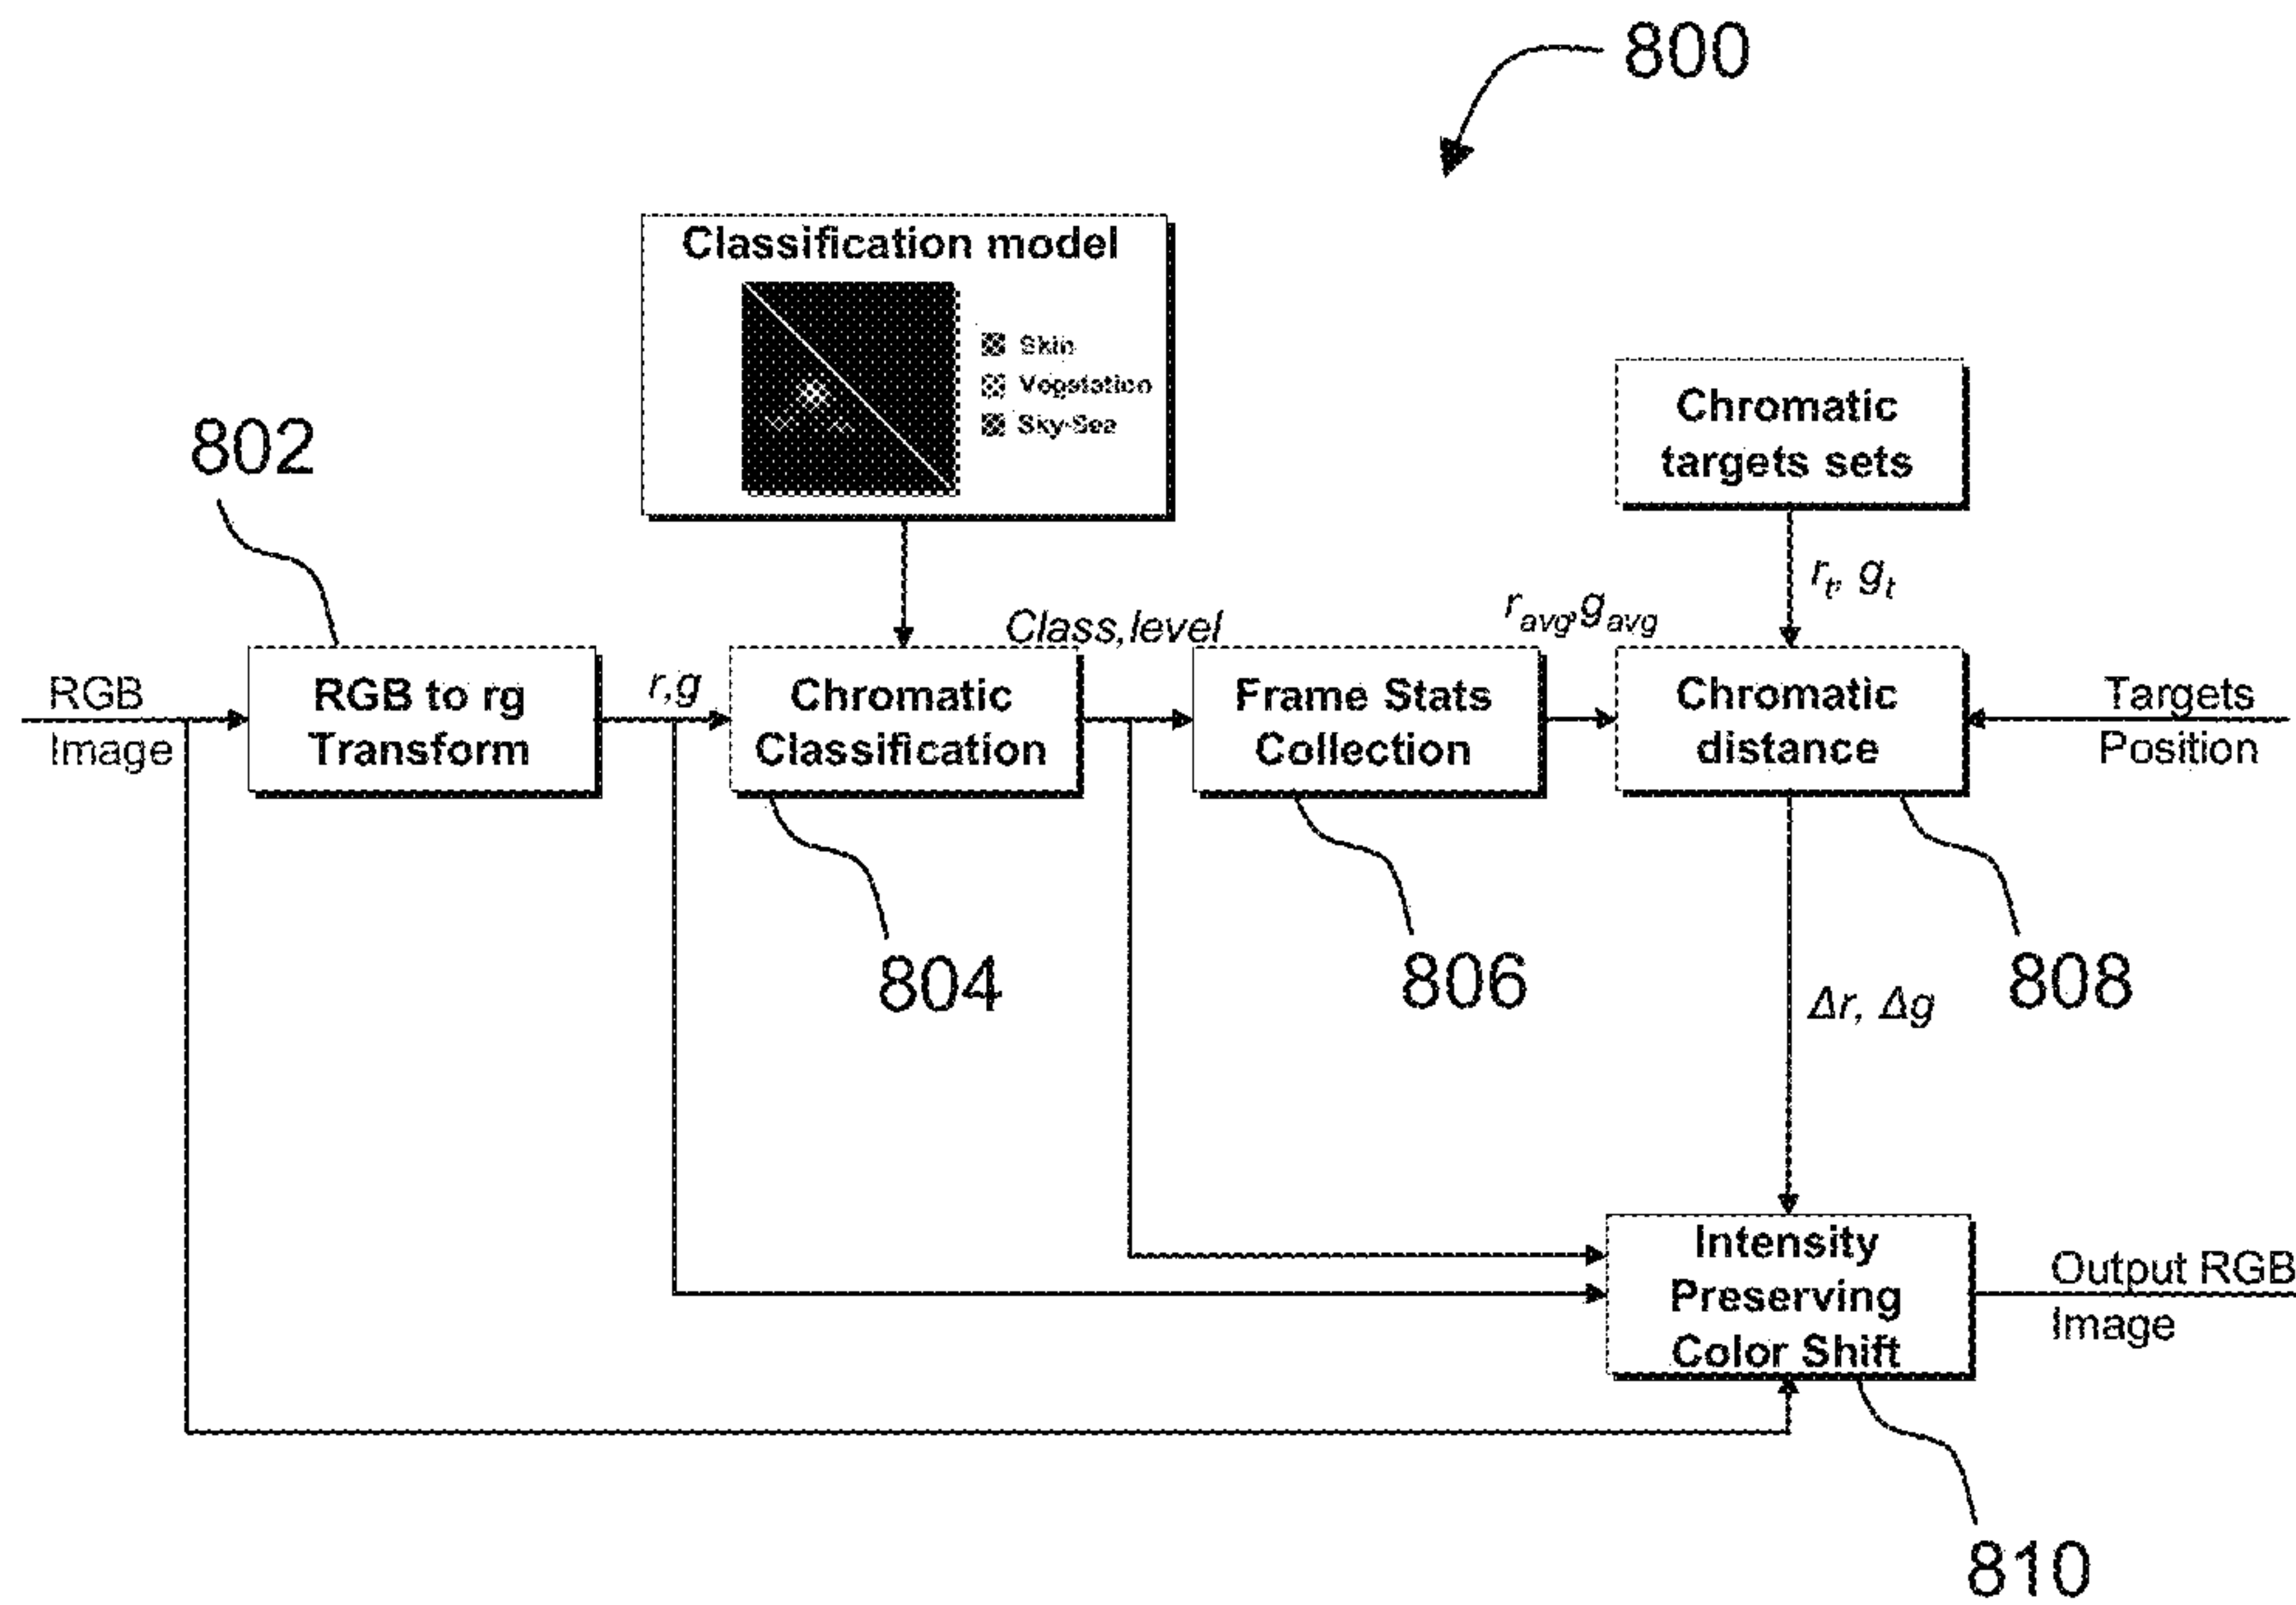 800
Classification model
Skin
Vegetation
Sky-Sea
Chromatic
targets sets
802
r_t, g_t
Class,level
r_avg,g_avg
RGB
Image
RGB to rg
Transform
r,g
Chromatic
Classification
Frame Stats
Collection
Chromatic
distance
Targets
Position
804
806
808
Δr, Δg
Intensity
Preserving
Color Shift
Output RGB
Image
810